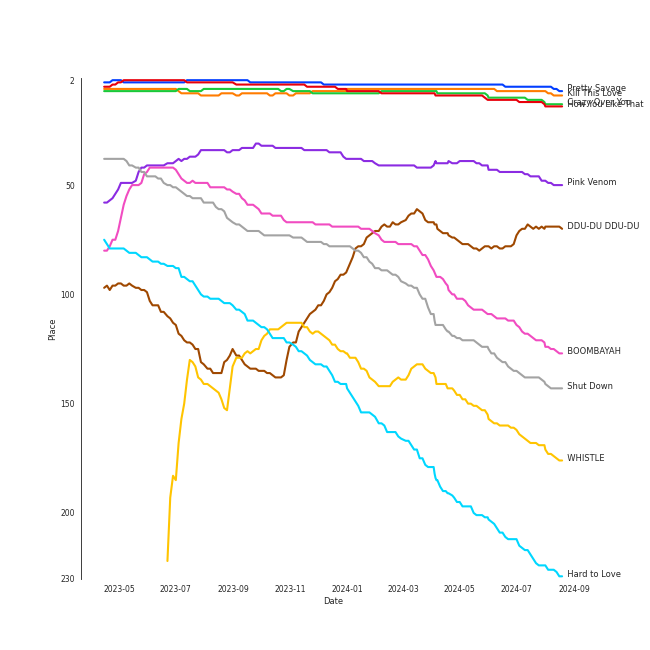 2
50
100
150
200
230
Place
2023-05
2023-07
2023-09
2023-11
2024-01
2024-03
2024-05
2024-07
2024-09
Date
Pretty Savage
Kill This Love
Crazy Over You
How You Like That
Pink Venom
DDU-DU DDU-DU
BOOMBAYAH
Shut Down
WHISTLE
Hard to Love